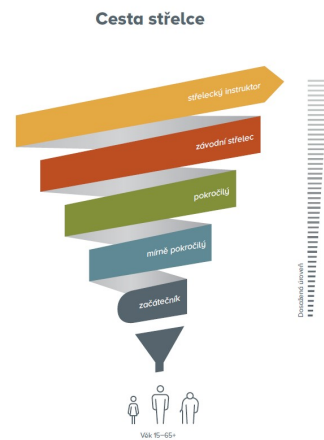 Cesta střelce
střelecký instruktor
závodní střelec
pokročilý
mírně pokročilý
začátečník
Dosažená úroveň
Věk 15–65+